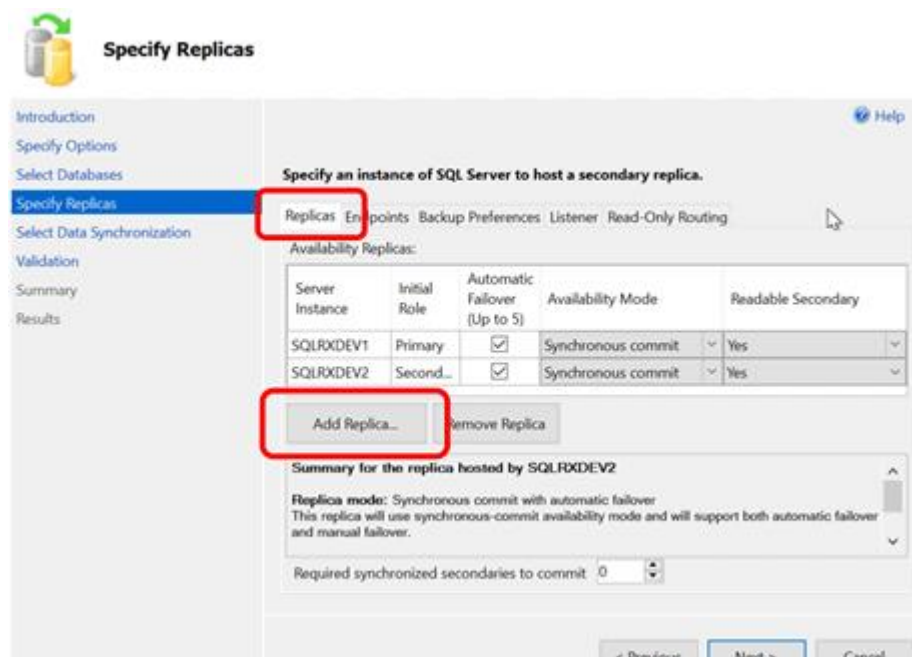 Specify Replicas
Introduction
Specify Options
Select Databases
Specify Replicas
Select Data Synchronization
Validation
Summary
Results
Help
Specify an instance of SQL Server to host a secondary replica.
Replicas Endpoints Backup Preferences Listener Read-Only Routing
Availability Replicas:
Server Instance Initial Role Automatic Failover (Up to 5) Availability Mode Readable Secondary
SQLRXDEV1 Primary Synchronous commit Yes
SQLRXDEV2 Second... Synchronous commit Yes
Add Replica... Remove Replica
Summary for the replica hosted by SQLRXDEV2
Replica mode: Synchronous commit with automatic failover
This replica will use synchronous-commit availability mode and will support both automatic failover
and manual failover.
Required synchronized secondaries to commit 0
< Previous Next > Cancel